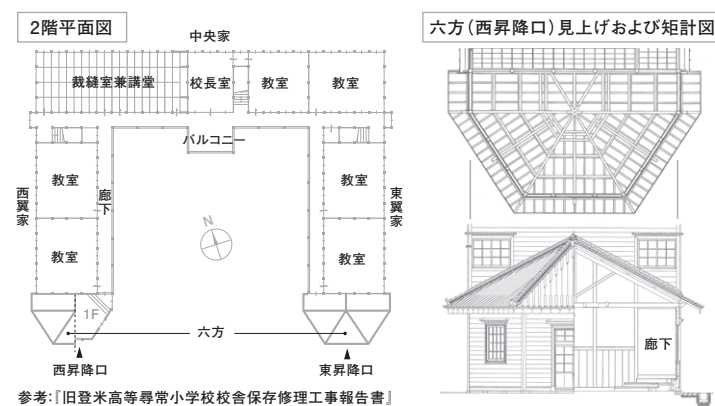 2階平面図
中央家
裁縫室兼講堂
校長室
教室
教室
バルコニー
西翼家
教室
廊下
教室
東翼家
教室
N
教室
1F
六方
西昇降口
東昇降口
参考:『旧登米高等尋常小学校校舎保存修理工事報告書』
六方(西昇降口)見上げおよび矩計図
廊下